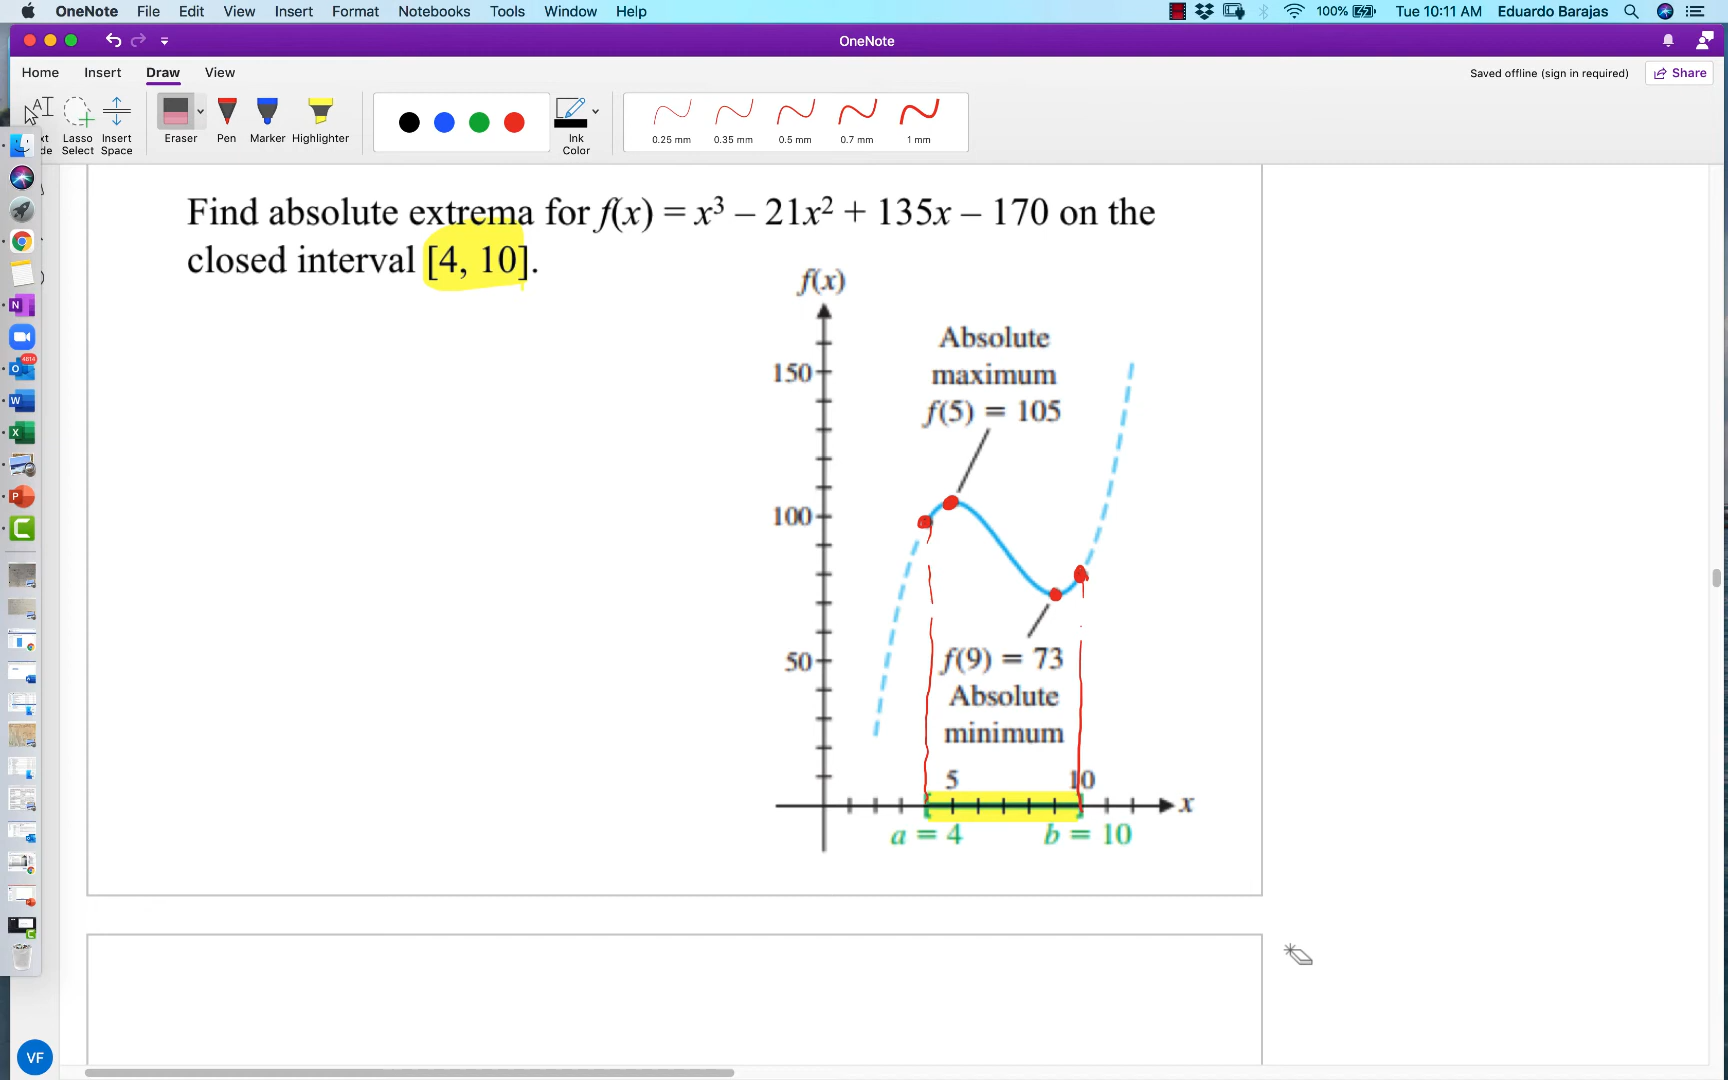 OneNote File Edit View Insert Format Notebooks Tools Window Help 100% Tue 10:11 AM Eduardo Barajas
OneNote
Home Insert Draw View Saved offline (sign in required) Share
Lasso Select
Insert Space
Eraser
Pen
Marker
Highlighter
Ink Color
0.25 mm 0.35 mm 0.5 mm 0.7 mm 1 mm
Find absolute extrema for f(x) = x³ – 21x² + 135x – 170 on the
closed interval [4, 10].
f(x)
Absolute
maximum
f(5) = 105
150
100
50
f(9) = 73
Absolute
minimum
5 10
x
a = 4 b = 10
VF